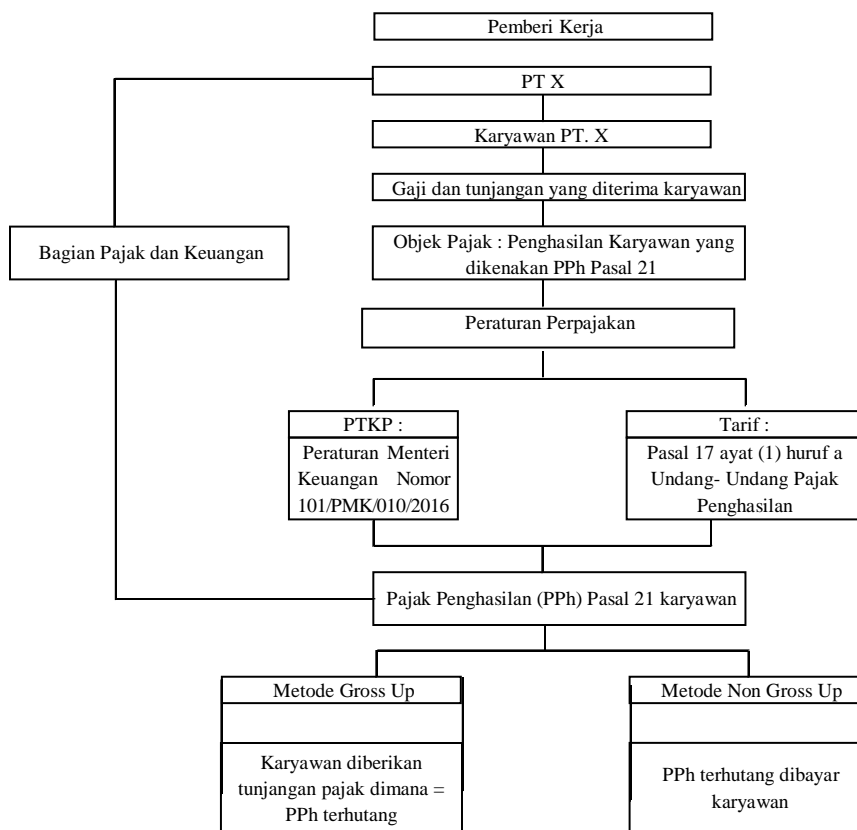 Pemberi Kerja
PT X
Karyawan PT. X
Gaji dan tunjangan yang diterima karyawan
Bagian Pajak dan Keuangan
Objek Pajak : Penghasilan Karyawan yang
dikenakan PPh Pasal 21
Peraturan Perpajakan
PTKP :
Peraturan Menteri
Keuangan Nomor
101/PMK/010/2016
Tarif :
Pasal 17 ayat (1) huruf a
Undang- Undang Pajak
Penghasilan
Pajak Penghasilan (PPh) Pasal 21 karyawan
Metode Gross Up
Karyawan diberikan
tunjangan pajak dimana =
PPh terhutang
Metode Non Gross Up
PPh terhutang dibayar
karyawan